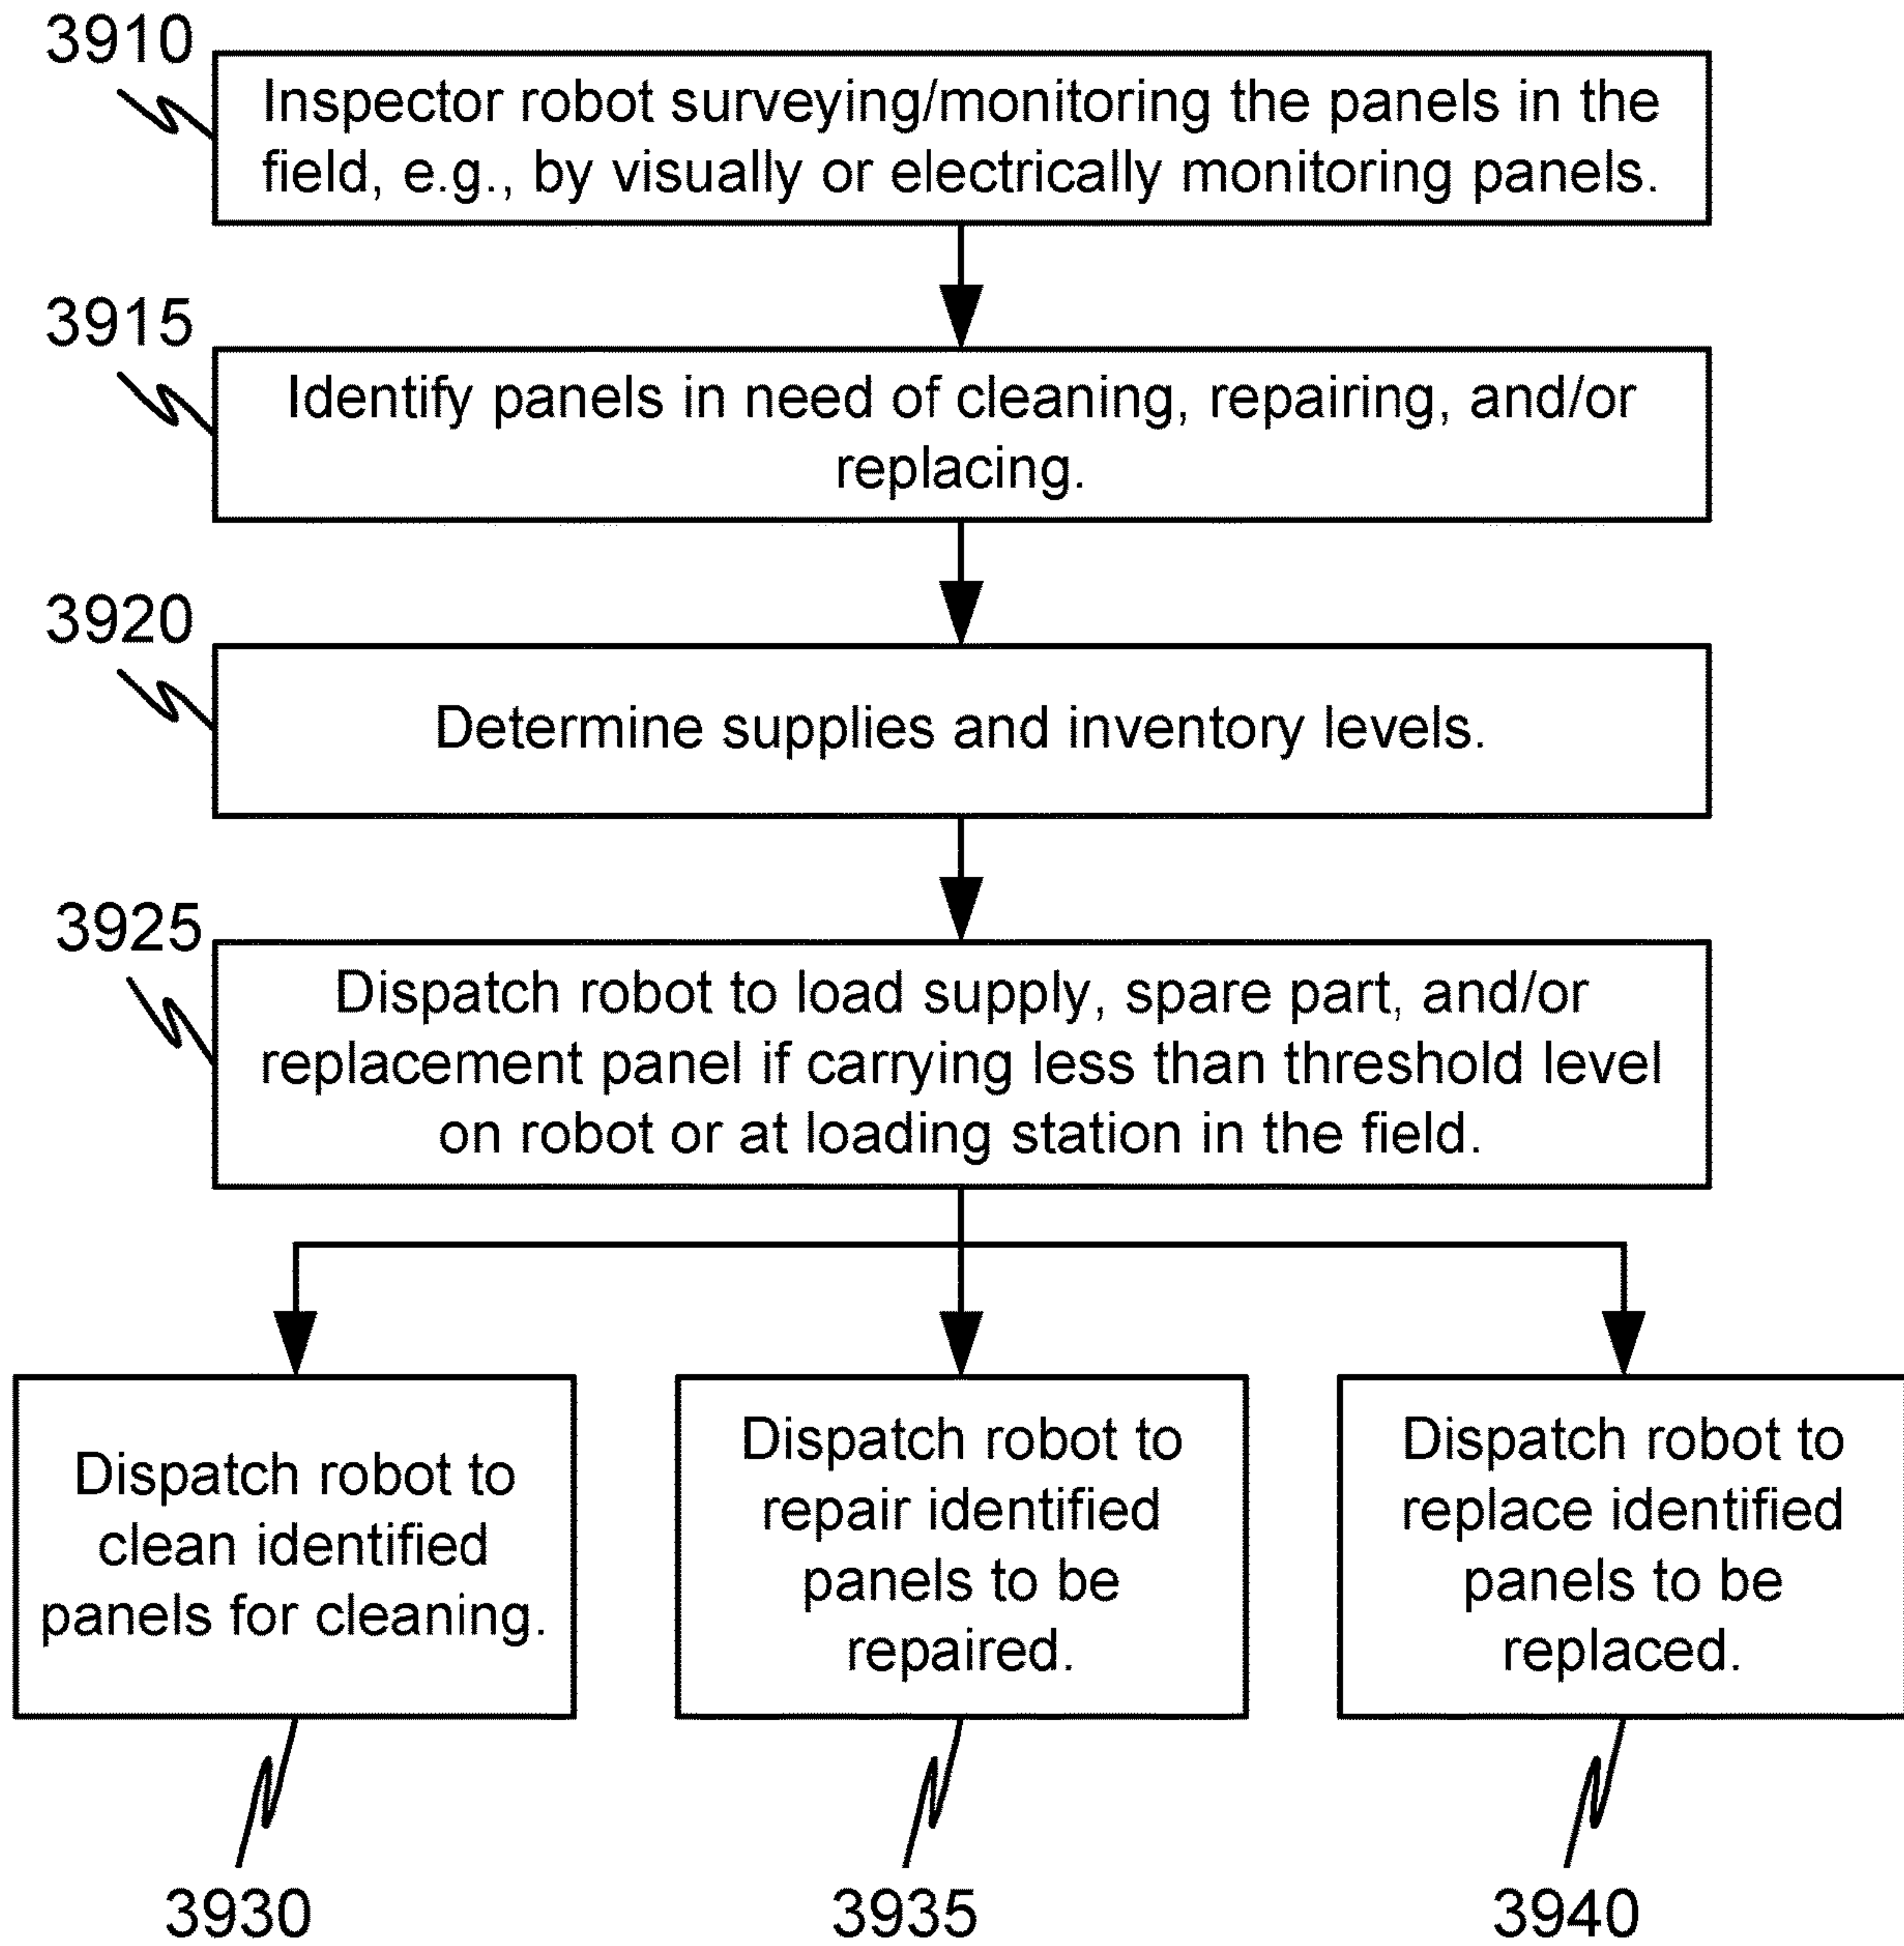 3910
Inspector robot surveying/monitoring the panels in the
field, e.g., by visually or electrically monitoring panels.
3915
Identify panels in need of cleaning, repairing, and/or
replacing.
3920
Determine supplies and inventory levels.
3925
Dispatch robot to load supply, spare part, and/or
replacement panel if carrying less than threshold level
on robot or at loading station in the field.
Dispatch robot to
clean identified
panels for cleaning.
3930
Dispatch robot to
repair identified
panels to be
repaired.
3935
Dispatch robot to
replace identified
panels to be
replaced.
3940